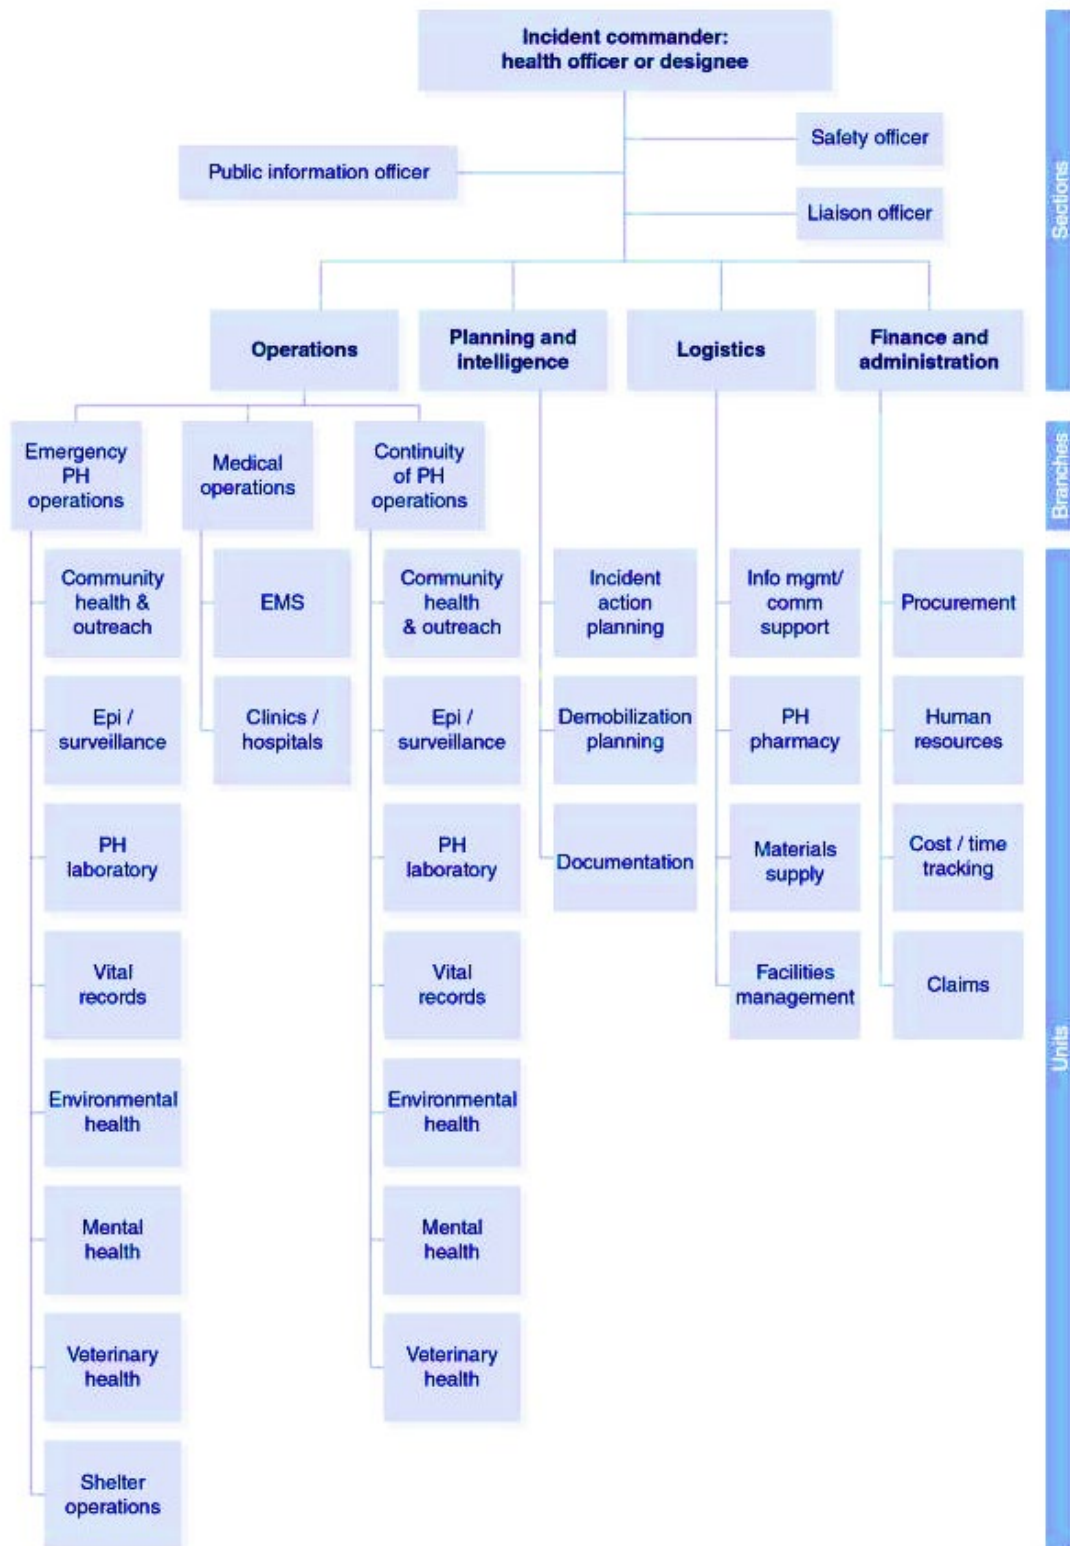 Incident commander:
health officer or designee
Safety officer
Public information officer
Liaison officer
Sections
Operations
Planning and
intelligence
Logistics
Finance and
administration
Emergency
PH
operations
Medical
operations
Continuity
of PH
operations
Branches
Community
health &
outreach
EMS
Community
health
& outreach
Incident
action
planning
Info mgmt/
comm
support
Procurement
Epi /
surveillance
Clinics /
hospitals
Epi /
surveillance
Demobilization
planning
PH
pharmacy
Human
resources
PH
laboratory
PH
laboratory
Documentation
Materials
supply
Cost / time
tracking
Vital
records
Vital
records
Facilities
management
Claims
Units
Environmental
health
Environmental
health
Mental
health
Mental
health
Veterinary
health
Veterinary
health
Shelter
operations